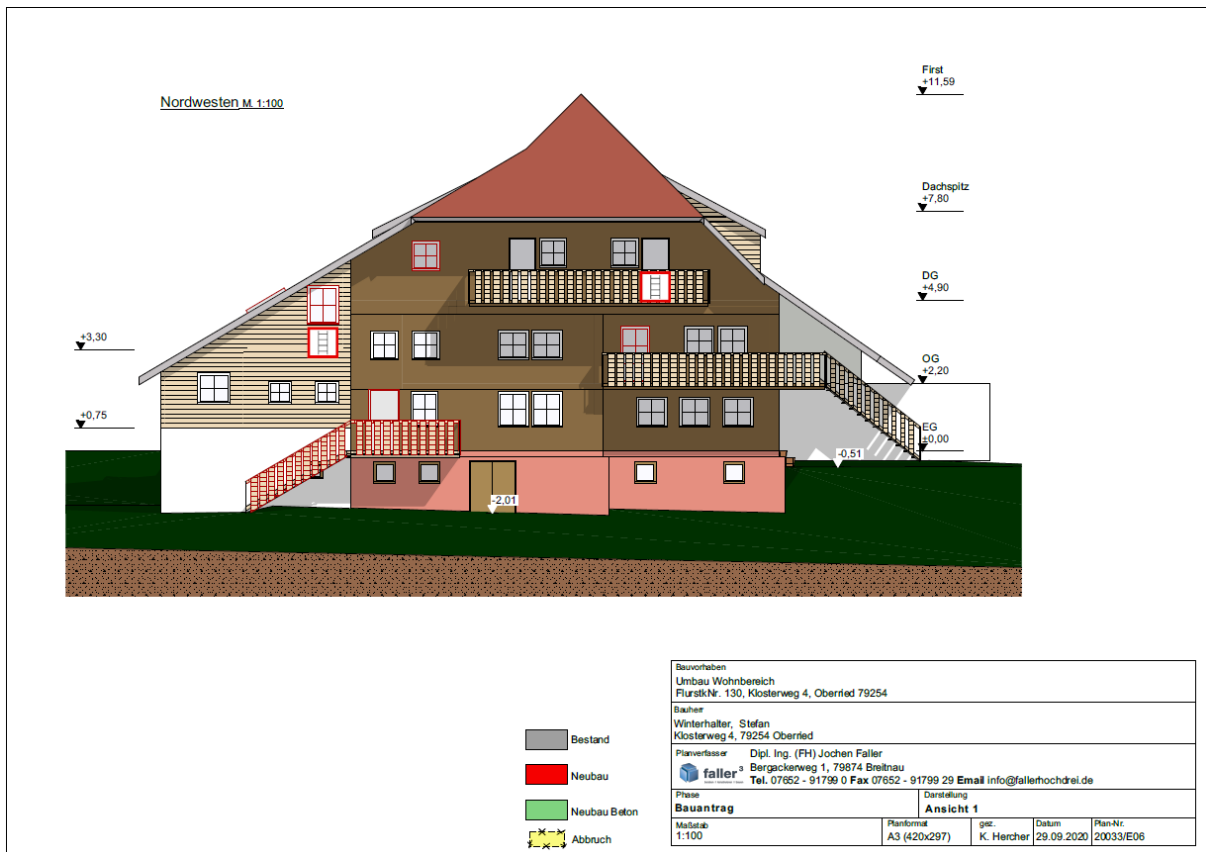 Nordwesten M. 1:100
First
+11,59
Dachspitz
+7,80
DG
+4,90
+3,30
OG
+2,20
+0,75
EG
±0,00
-0,51
-2,01
Bestand
Neubau
Neubau Beton
Abbruch
Bauvorhaben
Umbau Wohnbereich
FlurstkNr. 130, Klosterweg 4, Oberried 79254
Bauherr
Winterhalter, Stefan
Klosterweg 4, 79254 Oberried
Planverfasser Dipl. Ing. (FH) Jochen Faller
faller³ Bergackerweg 1, 79874 Breitnau
Tel. 07652 - 91799 0 Fax 07652 - 91799 29 Email info@fallerhochdrei.de
Phase Darstellung
Bauantrag Ansicht 1
Maßstab Planformat gez. Datum Plan-Nr.
1:100 A3 (420x297) K. Hercher 29.09.2020 20033/E06